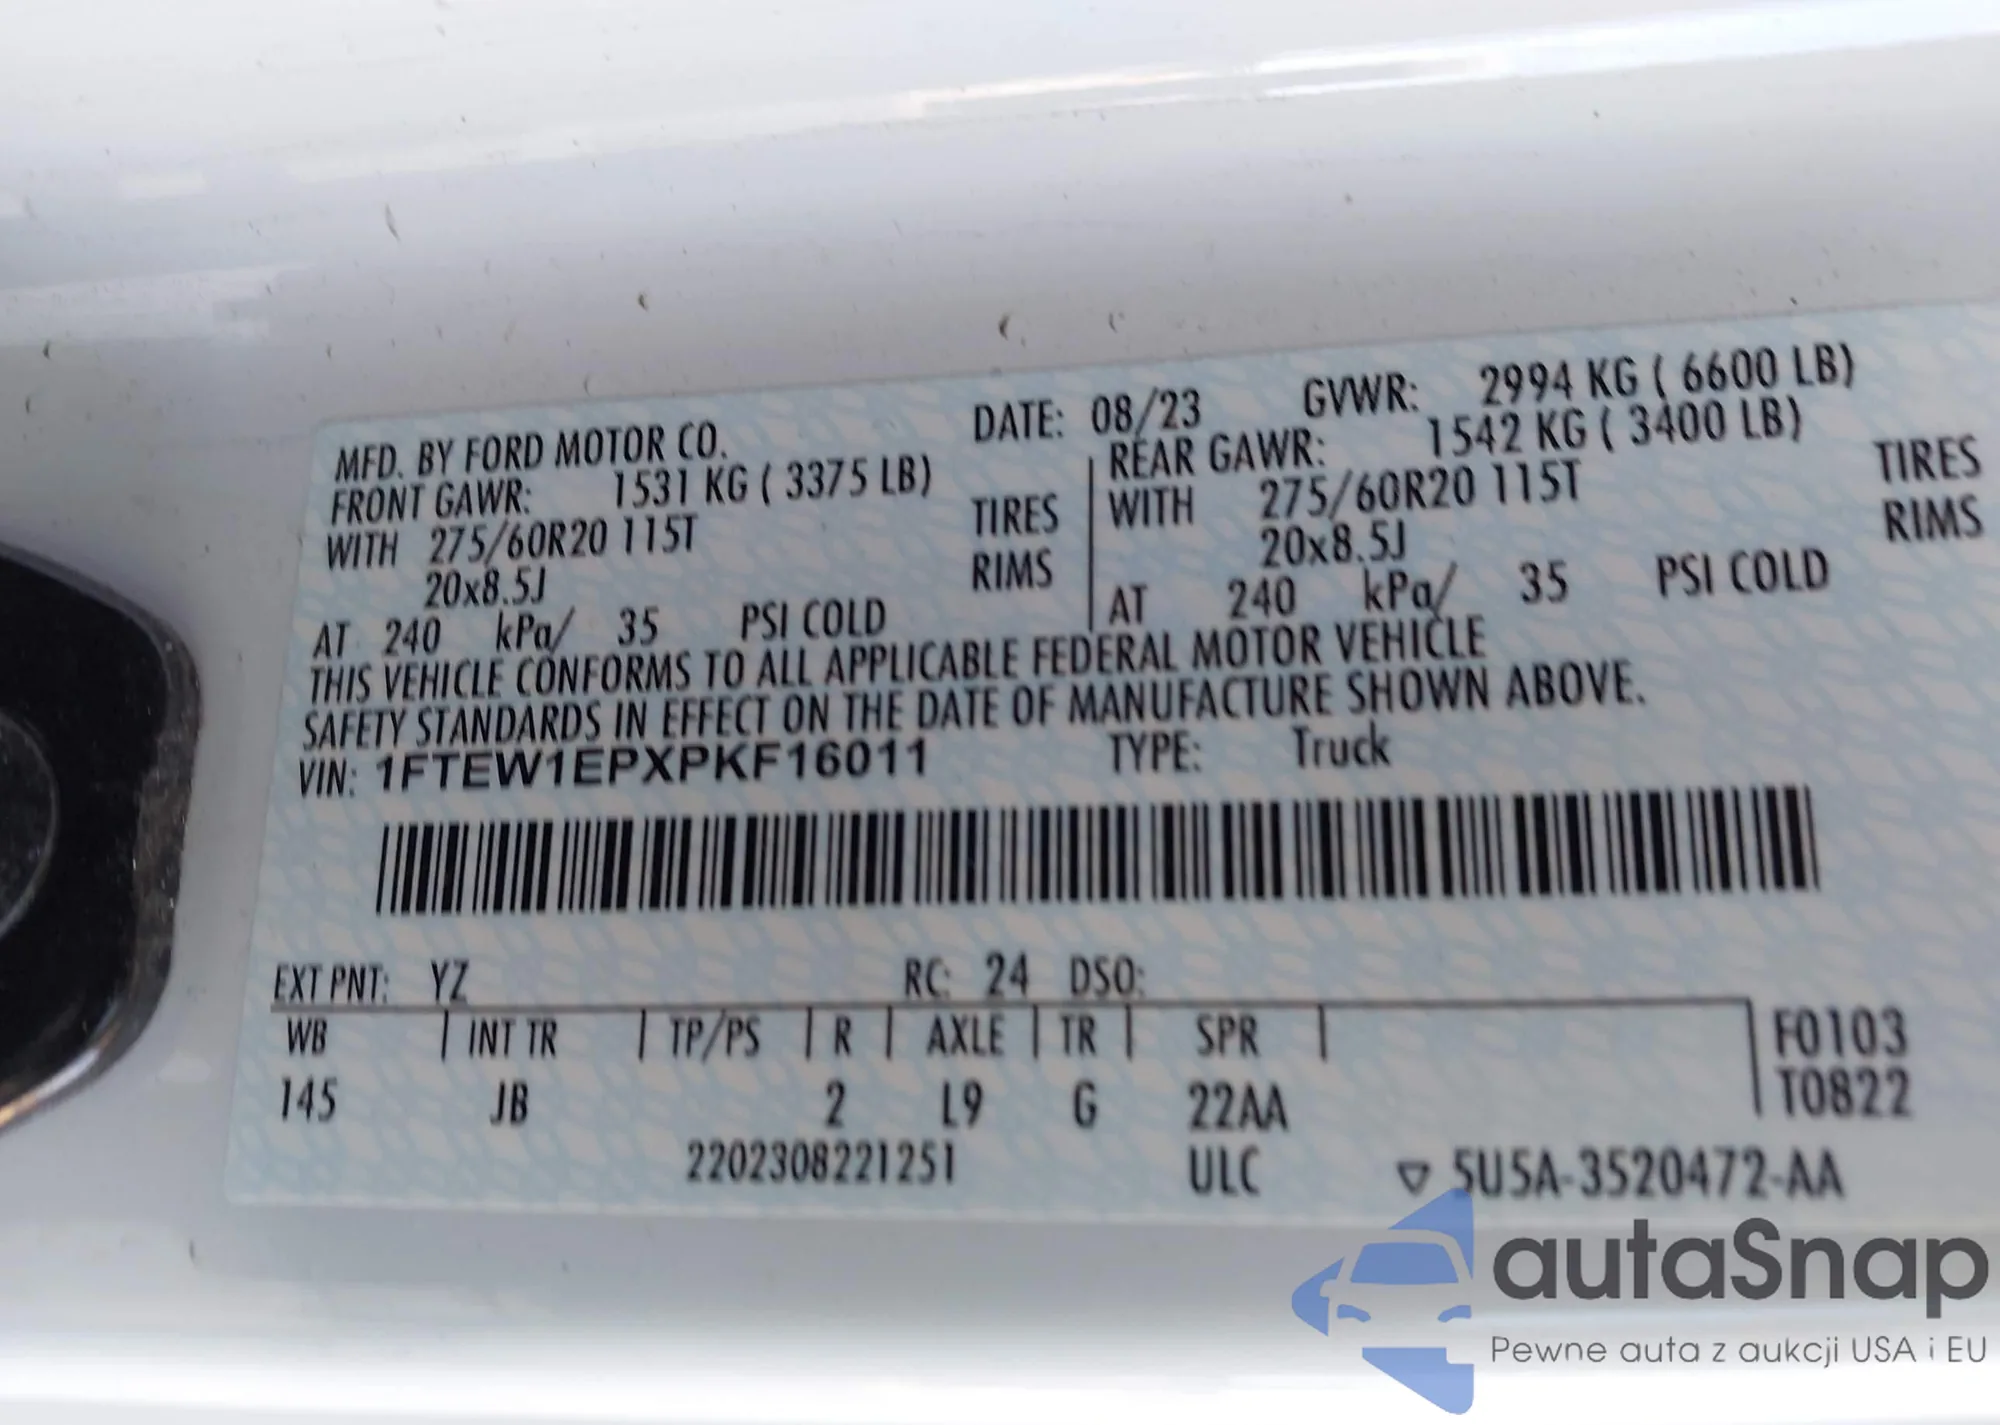 MFD. BY FORD MOTOR CO. DATE: 08/23 GVWR: 2994 KG ( 6600 LB)
FRONT GAWR: 1531 KG ( 3375 LB) REAR GAWR: 1542 KG ( 3400 LB)
WITH 275/60R20 115T TIRES WITH 275/60R20 115T TIRES
20x8.5J RIMS 20x8.5J RIMS
AT 240 kPa/ 35 PSI COLD AT 240 kPa/ 35 PSI COLD
THIS VEHICLE CONFORMS TO ALL APPLICABLE FEDERAL MOTOR VEHICLE
SAFETY STANDARDS IN EFFECT ON THE DATE OF MANUFACTURE SHOWN ABOVE.
VIN: 1FTEW1EPXPKF16011 TYPE: Truck
EXT PNT: YZ RC: 24 DSO:
WB INT TR TP/PS R AXLE TR SPR F0103
145 JB 2 L9 G 22AA T0822
2202308221251 ULC 5U5A-3520472-AA
autaSnap
Pewne auta z aukcji USA i EU